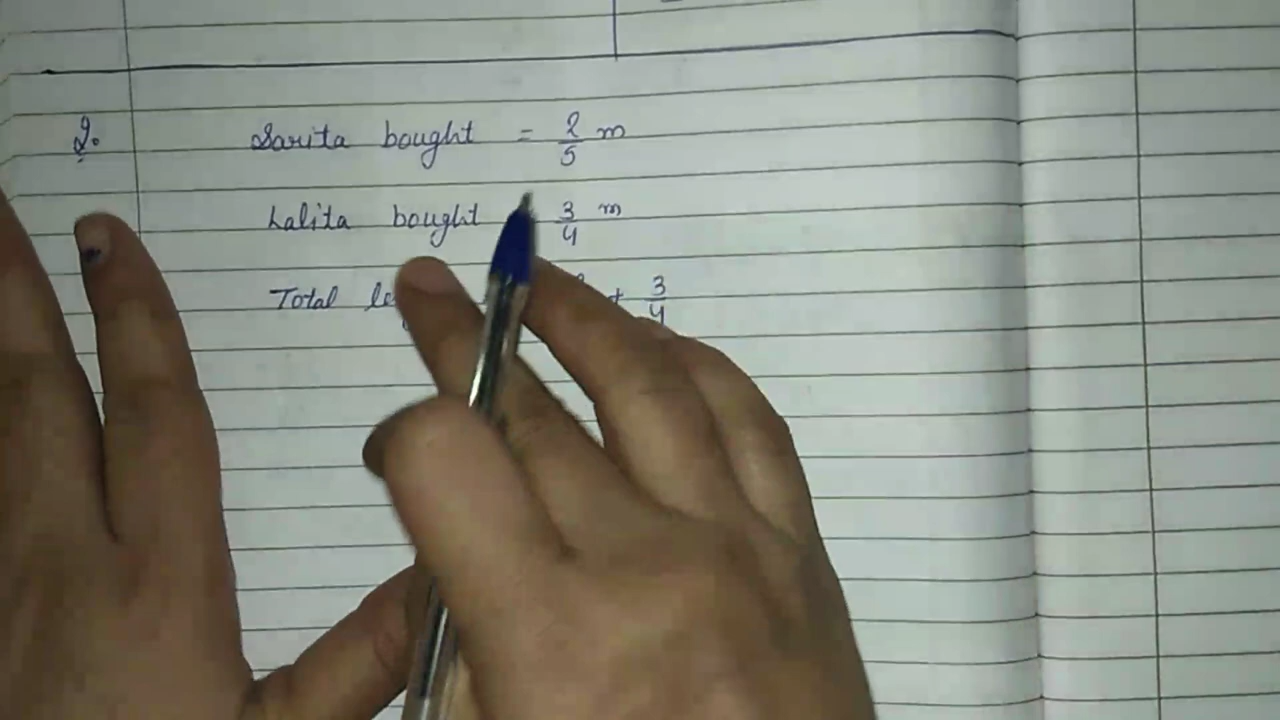 2. Sarita bought = 2/5 m
Lalita bought 3/4 m
Total + 3/4